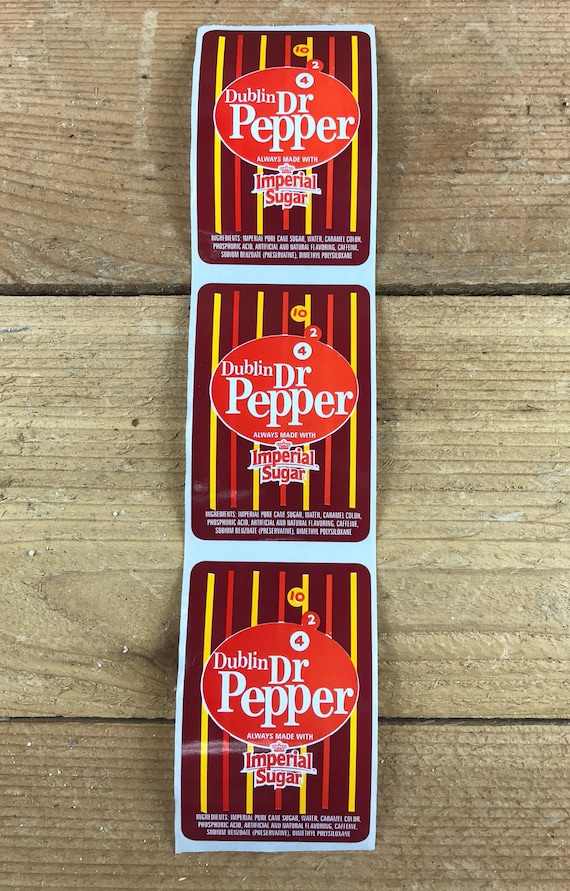 10
2
4
Dublin Dr
Pepper
ALWAYS MADE WITH
Imperial
Sugar
INGREDIENTS: IMPERIAL PURE CANE SUGAR, WATER, CARAMEL COLOR,
PHOSPHORIC ACID, ARTIFICIAL AND NATURAL FLAVORING, CAFFEINE,
SODIUM BENZOATE (PRESERVATIVE), DIMETHYL POLYSILOXANE
10
2
4
Dublin Dr
Pepper
ALWAYS MADE WITH
Imperial
Sugar
INGREDIENTS: IMPERIAL PURE CANE SUGAR, WATER, CARAMEL COLOR,
PHOSPHORIC ACID, ARTIFICIAL AND NATURAL FLAVORING, CAFFEINE,
SODIUM BENZOATE (PRESERVATIVE), DIMETHYL POLYSILOXANE
10
2
4
Dublin Dr
Pepper
ALWAYS MADE WITH
Imperial
Sugar
INGREDIENTS: IMPERIAL PURE CANE SUGAR, WATER, CARAMEL COLOR,
PHOSPHORIC ACID, ARTIFICIAL AND NATURAL FLAVORING, CAFFEINE,
SODIUM BENZOATE (PRESERVATIVE), DIMETHYL POLYSILOXANE